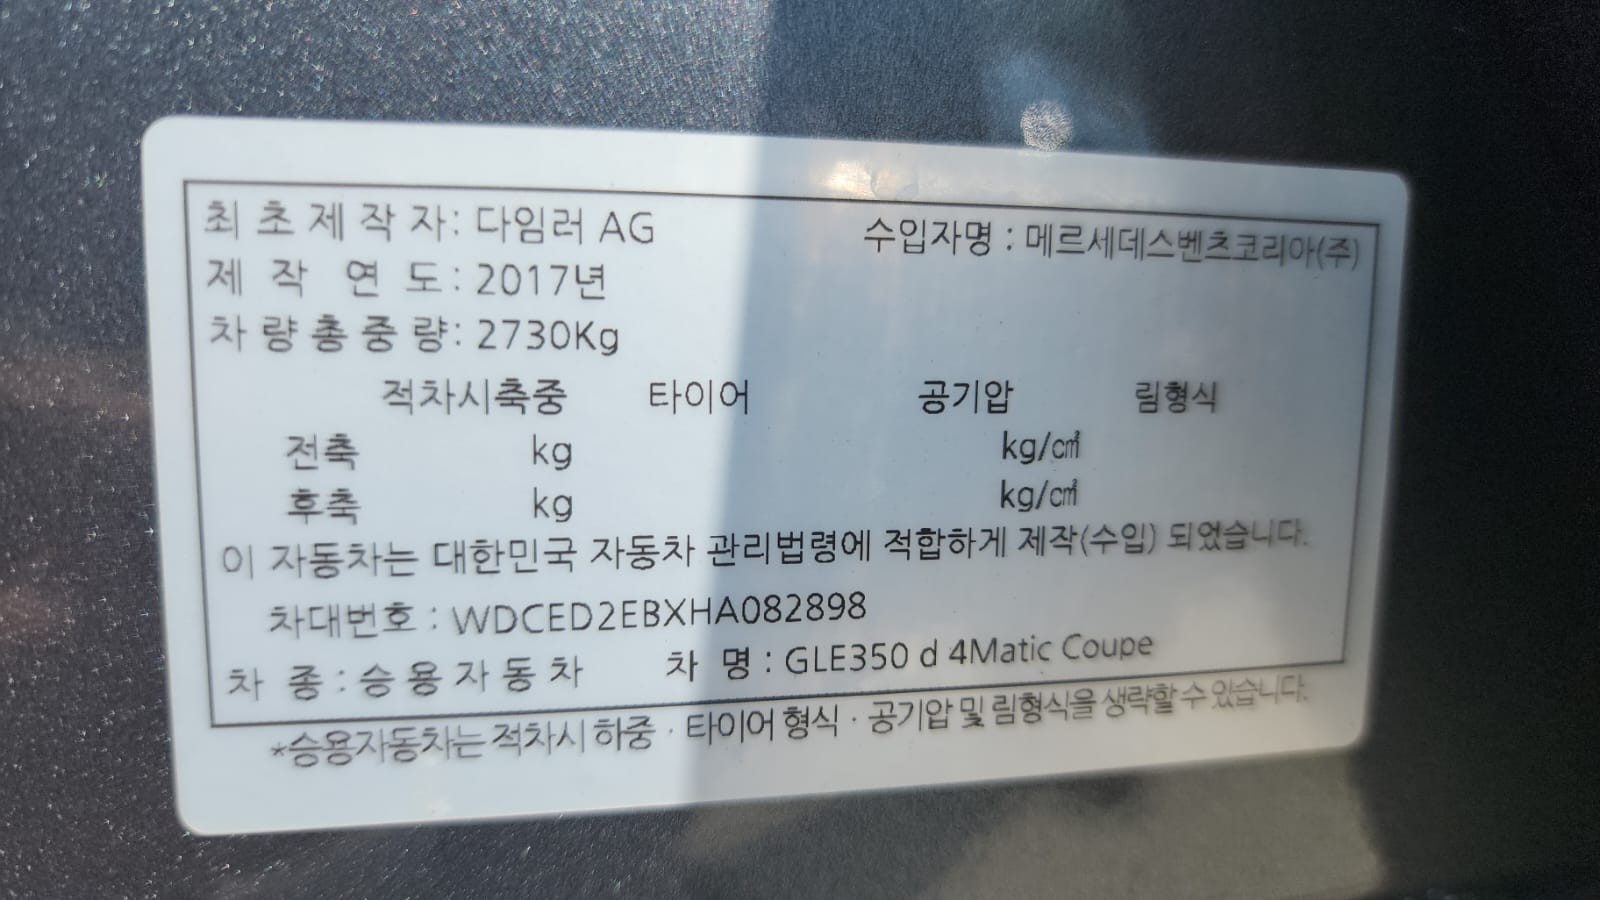 최초제작자: 다임러 AG 수입자명 : 메르세데스벤츠코리아(주)
제작 연도: 2017년
차량총중량: 2730Kg
적차시축중 타이어 공기압 림형식
전축 kg kg/㎠
후축 kg kg/㎠
이 자동차는 대한민국 자동차 관리법령에 적합하게 제작(수입) 되었습니다.
차대번호 : WDCED2EBXHA082898
차 종 : 승용자동차 차 명 : GLE350 d 4Matic Coupe
*승용자동차는 적차시 하중 · 타이어 형식 · 공기압 및 림형식을 생략할 수 있습니다.